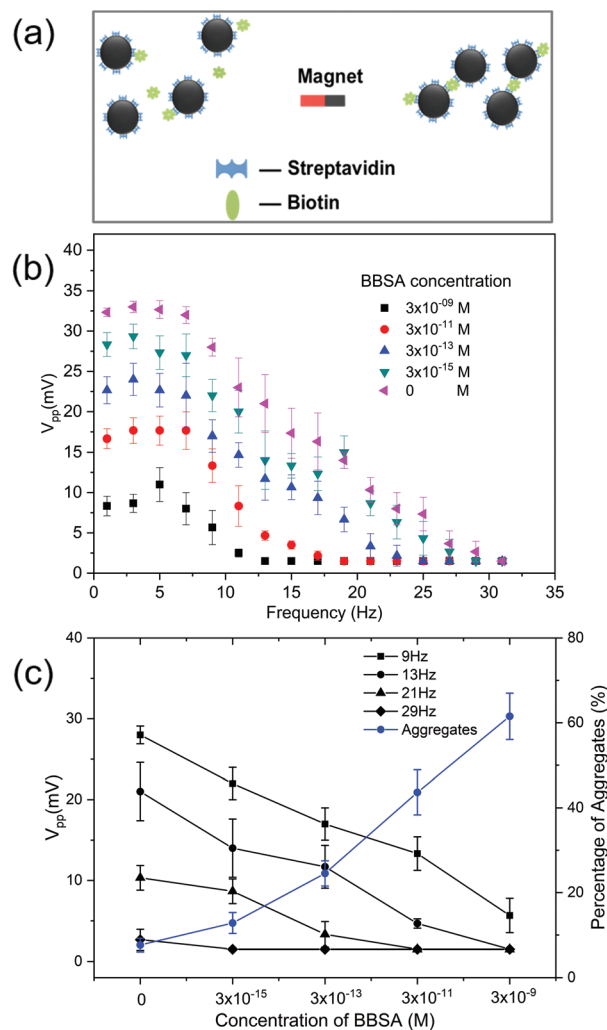 (a)
Magnet
— Streptavidin
— Biotin
(b)
BBSA concentration
3x10⁻⁰⁹ M
3x10⁻¹¹ M
3x10⁻¹³ M
3x10⁻¹⁵ M
0 M
40
35
30
25
20
15
10
5
0
Vₚₚ(mV)
0 5 10 15 20 25 30 35
Frequency (Hz)
(c)
9Hz
13Hz
21Hz
29Hz
Aggregates
40
30
20
10
0
Vₚₚ(mV)
80
60
40
20
0
Percentage of Aggregates (%)
0 3x10⁻¹⁵ 3x10⁻¹³ 3x10⁻¹¹ 3x10⁻⁹
Concentration of BBSA (M)